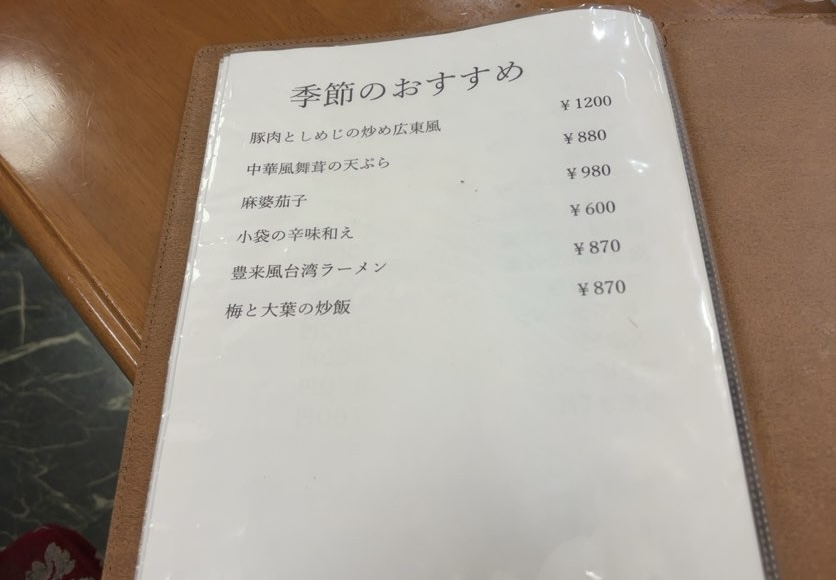 季節のおすすめ
豚肉としめじの炒め広東風 ¥1200
中華風舞茸の天ぷら ¥880
麻婆茄子 ¥980
小袋の辛味和え ¥600
豊来風台湾ラーメン ¥870
梅と大葉の炒飯 ¥870